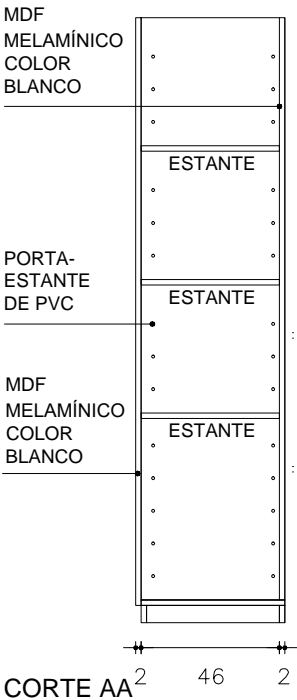 MDF
MELAMÍNICO
COLOR
BLANCO
ESTANTE
PORTA-
ESTANTE
DE PVC
ESTANTE
MDF
MELAMÍNICO
COLOR
BLANCO
ESTANTE
2 46 2
CORTE AA